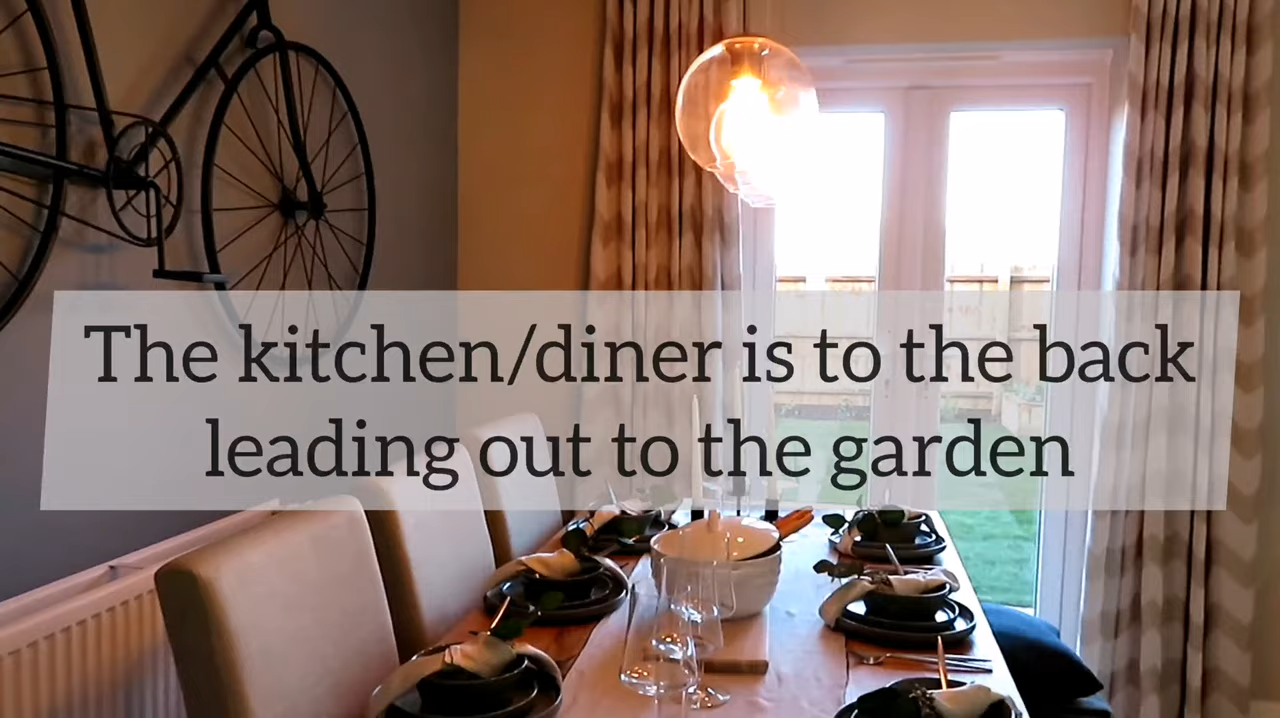 The kitchen/diner is to the back
leading out to the garden